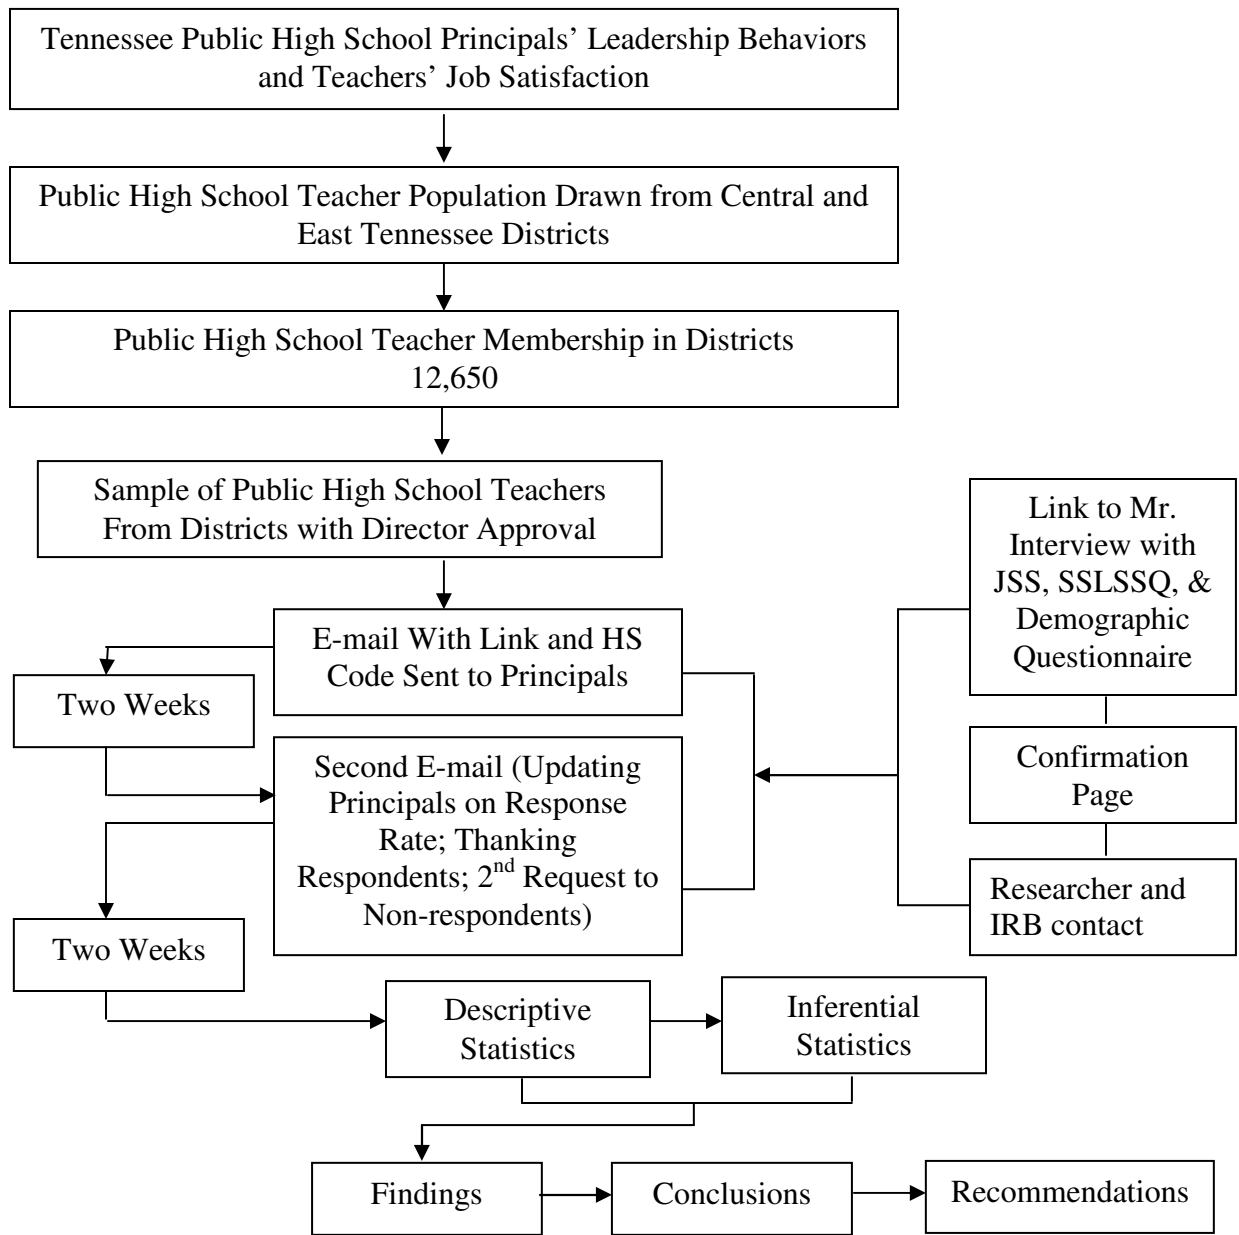 Tennessee Public High School Principals’ Leadership Behaviors
and Teachers’ Job Satisfaction
Public High School Teacher Population Drawn from Central and
East Tennessee Districts
Public High School Teacher Membership in Districts
12,650
Sample of Public High School Teachers
From Districts with Director Approval
Link to Mr.
Interview with
JSS, SSLSSQ, &
Demographic
Questionnaire
E-mail With Link and HS
Code Sent to Principals
Two Weeks
Confirmation
Page
Second E-mail (Updating
Principals on Response
Rate; Thanking
Respondents; 2nd Request to
Non-respondents)
Researcher and
IRB contact
Two Weeks
Descriptive
Statistics
Inferential
Statistics
Findings
Conclusions
Recommendations